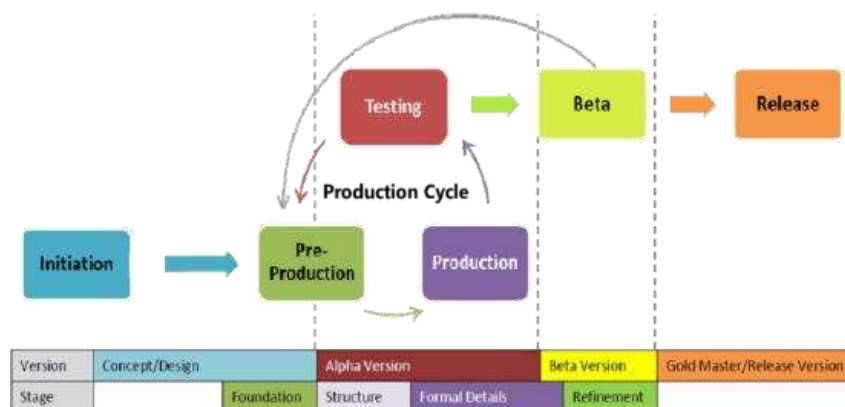 Testing
Beta
Release
Production Cycle
Initiation
Pre-
Production
Production
Version Concept/Design Alpha Version Beta Version Gold Master/Release Version
Stage Foundation Structure Formal Details Refinement